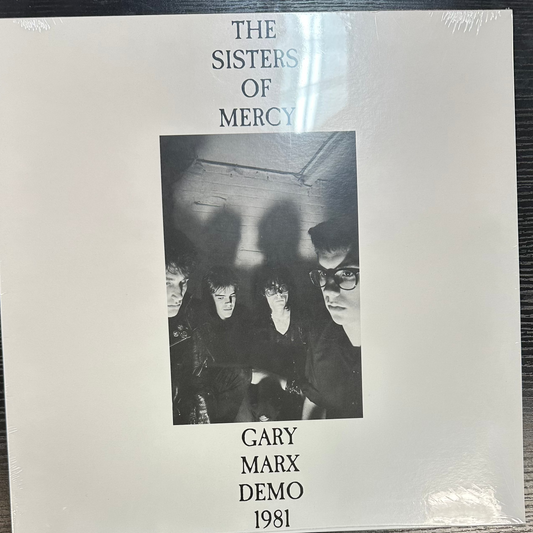 THE
SISTERS
OF
MERCY
GARY
MARX
DEMO
1981